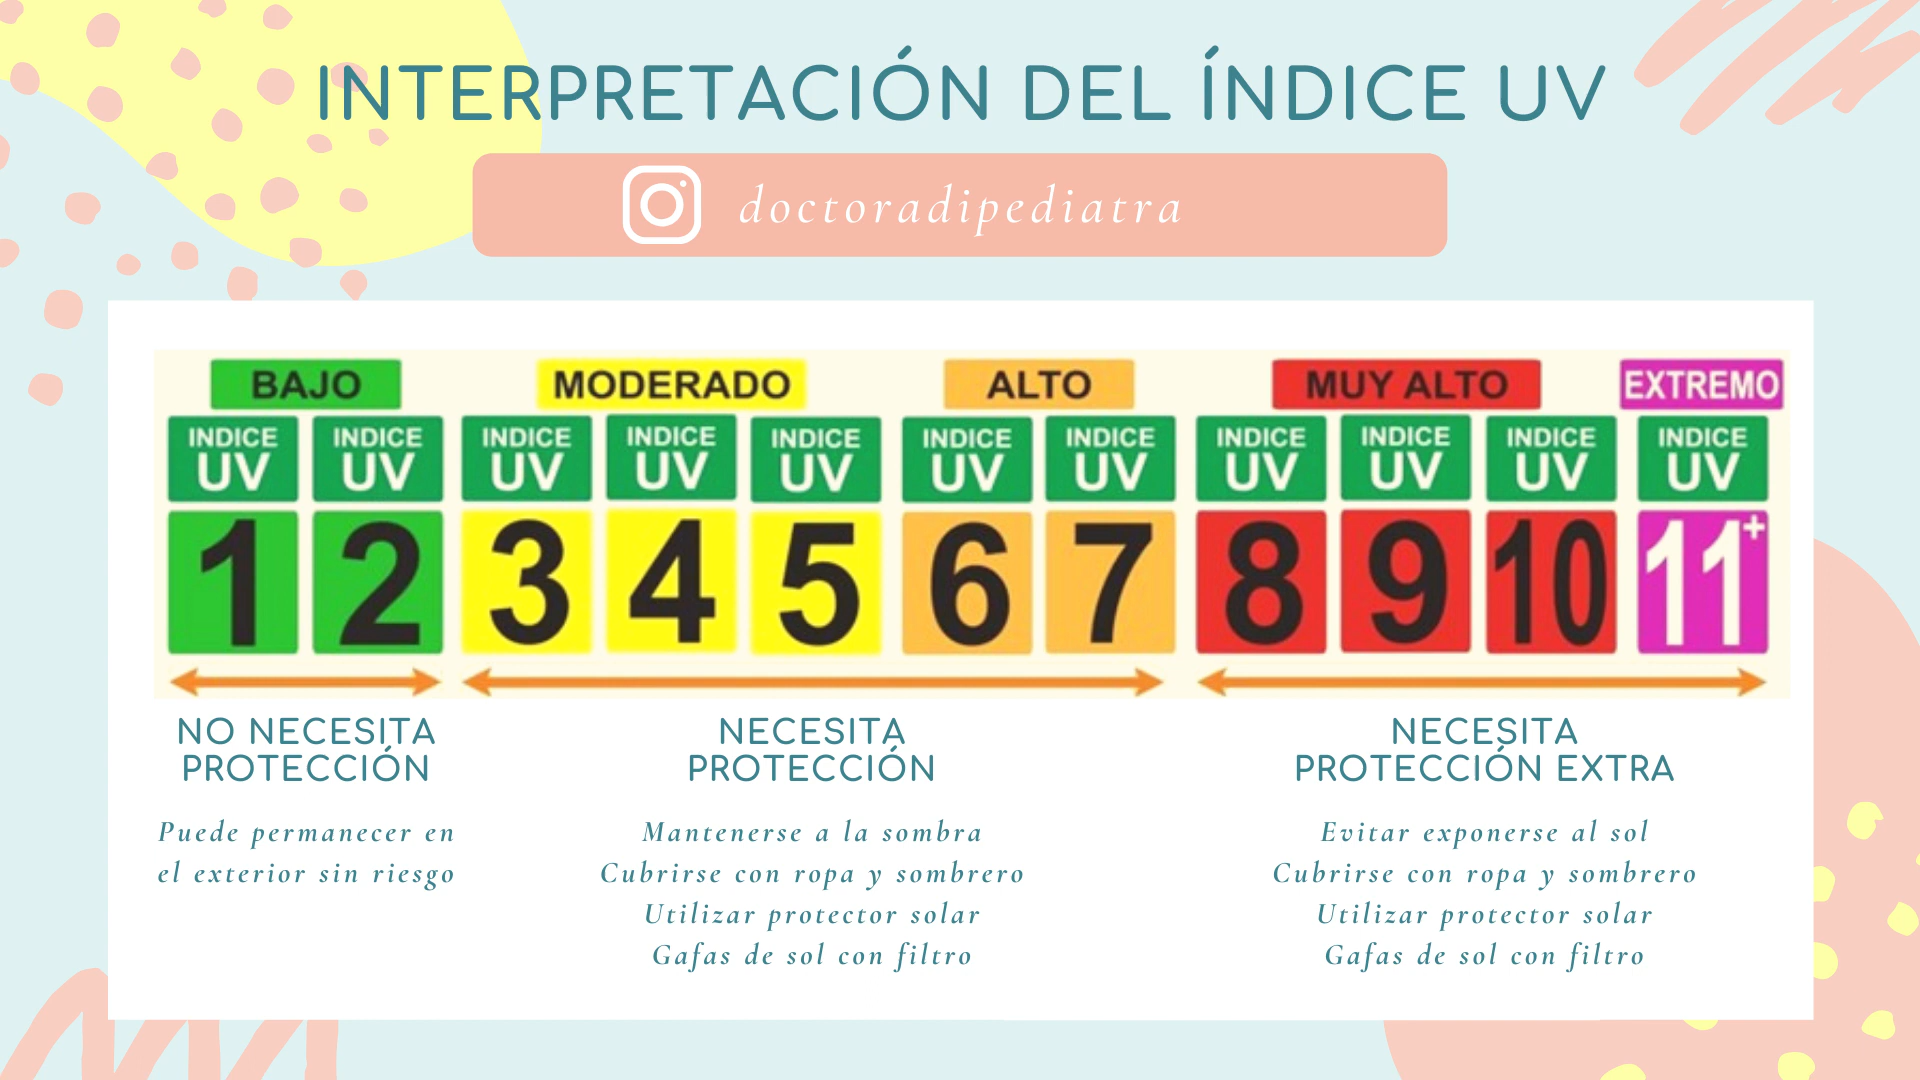 INTERPRETACIÓN DEL ÍNDICE UV
doctoradipediatra
BAJO MODERADO ALTO MUY ALTO EXTREMO
INDICE INDICE INDICE INDICE INDICE INDICE INDICE INDICE INDICE INDICE INDICE
UV UV UV UV UV UV UV UV UV UV UV
1 2 3 4 5 6 7 8 9 10 11+
NO NECESITA
PROTECCIÓN
Puede permanecer en
el exterior sin riesgo
NECESITA
PROTECCIÓN
Mantenerse a la sombra
Cubrirse con ropa y sombrero
Utilizar protector solar
Gafas de sol con filtro
NECESITA
PROTECCIÓN EXTRA
Evitar exponerse al sol
Cubrirse con ropa y sombrero
Utilizar protector solar
Gafas de sol con filtro